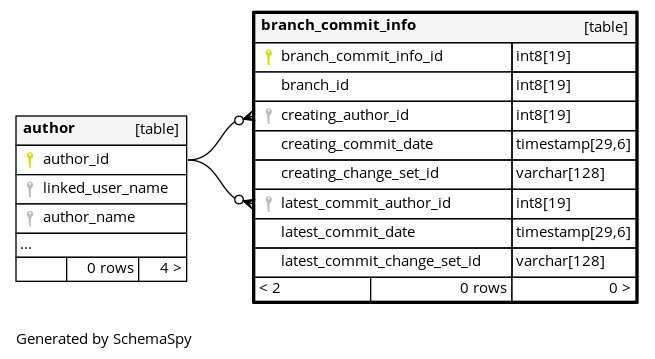 branch_commit_info [table]
branch_commit_info_id int8[19]
branch_id int8[19]
creating_author_id int8[19]
creating_commit_date timestamp[29,6]
creating_change_set_id varchar[128]
latest_commit_author_id int8[19]
latest_commit_date timestamp[29,6]
latest_commit_change_set_id varchar[128]
< 2 0 rows 0 >
author [table]
author_id
linked_user_name
author_name
...
0 rows 4 >
Generated by SchemaSpy